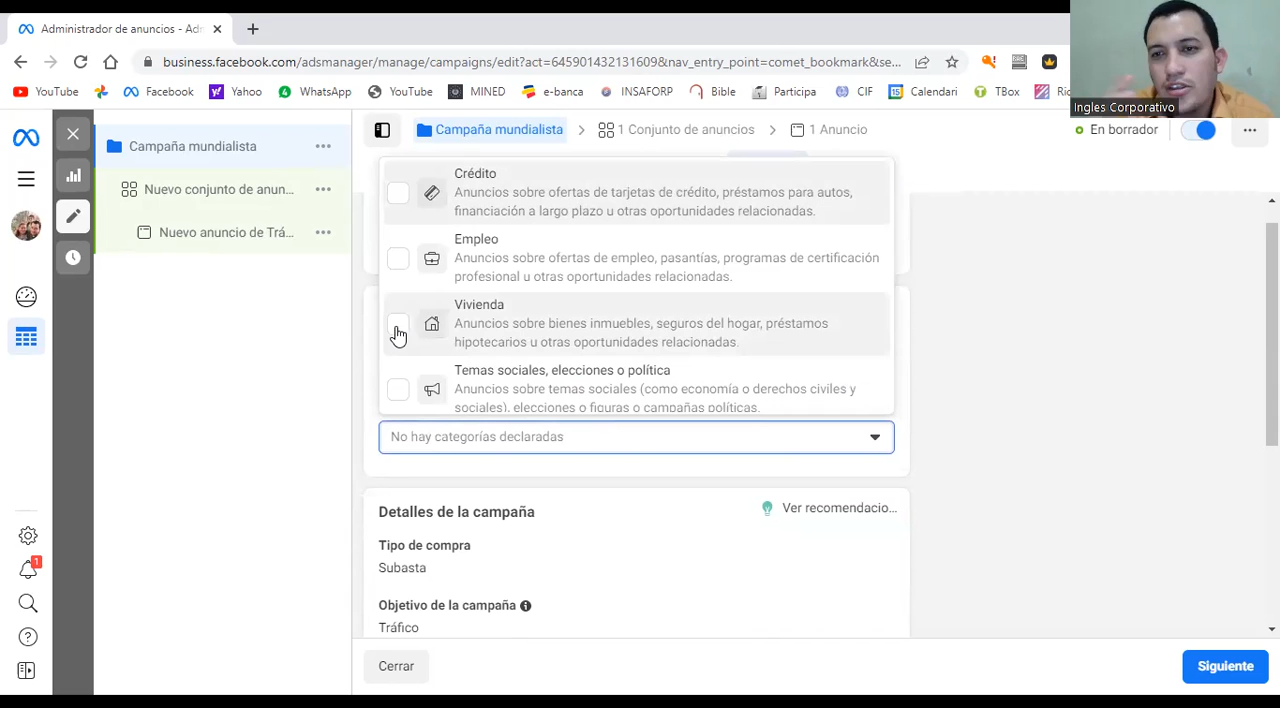 Administrador de anuncios - Adn
business.facebook.com/adsmanager/manage/campaigns/edit?act=645901432131609&nav_entry_point=comet_bookmark&se...
YouTube
Facebook
Yahoo
WhatsApp
YouTube
MINED
e-banca
INSAFORP
Bible
Participa
CIF
Calendari
TBox
Ingles Corporativo
Campaña mundialista
Nuevo conjunto de anun...
Nuevo anuncio de Trá...
Campaña mundialista
1 Conjunto de anuncios
1 Anuncio
En borrador
Crédito
Anuncios sobre ofertas de tarjetas de crédito, préstamos para autos,
financiación a largo plazo u otras oportunidades relacionadas.
Empleo
Anuncios sobre ofertas de empleo, pasantías, programas de certificación
profesional u otras oportunidades relacionadas.
Vivienda
Anuncios sobre bienes inmuebles, seguros del hogar, préstamos
hipotecarios u otras oportunidades relacionadas.
Temas sociales, elecciones o política
Anuncios sobre temas sociales (como economía o derechos civiles y
sociales), elecciones o figuras o campañas políticas.
No hay categorías declaradas
Detalles de la campaña
Ver recomendacio...
Tipo de compra
Subasta
Objetivo de la campaña
Tráfico
1
Cerrar
Siguiente